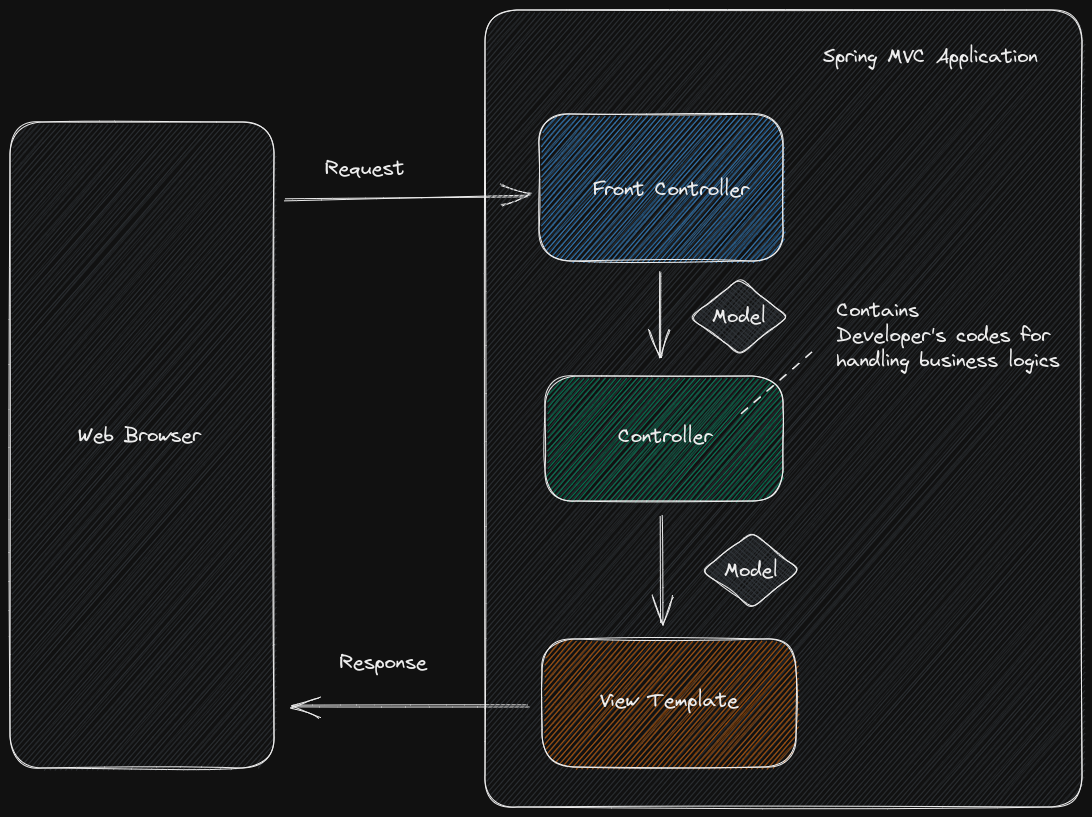 Spring MVC Application
Request
Front Controller
Model
Contains
Developer's codes for
handling business logics
Web Browser
Controller
Model
Response
View Template